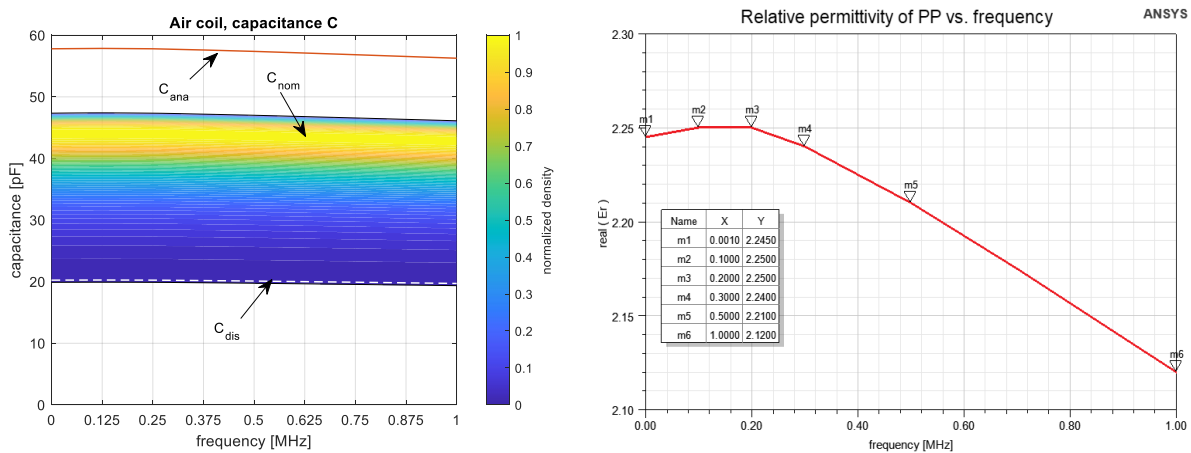 Air coil, capacitance C
60
50
40
30
20
10
0
capacitance [pF]
C_ana
C_nom
C_dis
0 0.125 0.25 0.375 0.5 0.625 0.75 0.875 1
frequency [MHz]
1
0.9
0.8
0.7
0.6
0.5
0.4
0.3
0.2
0.1
0
normalized density
Relative permittivity of PP vs. frequency
ANSYS
2.30
2.25
2.20
2.15
2.10
real ( Er )
m1
m2
m3
m4
m5
m6
Name X Y
m1 0.0010 2.2450
m2 0.1000 2.2500
m3 0.2000 2.2500
m4 0.3000 2.2400
m5 0.5000 2.2100
m6 1.0000 2.1200
0.00 0.20 0.40 0.60 0.80 1.00
frequency [MHz]